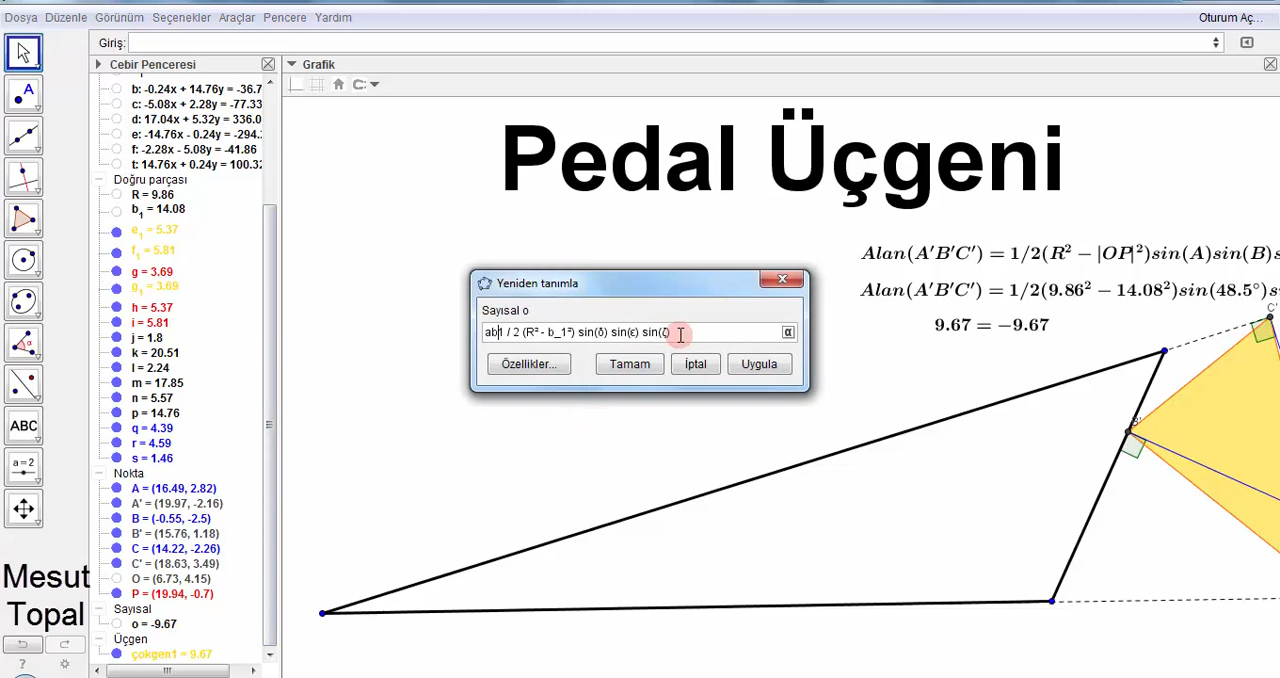 Dosya Düzenle Görünüm Seçenekler Araçlar Pencere Yardım
Oturum Aç...
Giriş:
Cebir Penceresi
Grafik
b: -0.24x + 14.76y = -36.7
c: -5.08x + 2.28y = -77.33
d: 17.04x + 5.32y = 336.0
e: -14.76x - 0.24y = -294.
f: -2.28x - 5.08y = -41.86
t: 14.76x + 0.24y = 100.32
Doğru parçası
R = 9.86
b₁ = 14.08
e₁ = 5.37
f₁ = 5.81
g = 3.69
g₁ = 3.69
h = 5.37
i = 5.81
j = 1.8
k = 20.51
l = 2.24
m = 17.85
n = 5.57
p = 14.76
q = 4.39
r = 4.59
s = 1.46
Nokta
A = (16.49, 2.82)
A' = (19.97, -2.16)
B = (-0.55, -2.5)
B' = (15.76, 1.18)
C = (14.22, -2.26)
C' = (18.63, 3.49)
O = (6.73, 4.15)
P = (19.94, -0.7)
Sayısal
o = -9.67
Üçgen
çokgen1 = 9.67
A
ABC
a=2
Mesut
Topal
?
Pedal Üçgeni
Alan(A'B'C') = 1/2(R² − |OP|²)sin(A)sin(B)s
Alan(A'B'C') = 1/2(9.86² − 14.08²)sin(48.5°)s
9.67 = −9.67
C'
B'
Yeniden tanımla
Sayısal o
ab1 / 2 (R² - b_1²) sin(δ) sin(ε) sin(ζ)
α
Özellikler... Tamam İptal Uygula